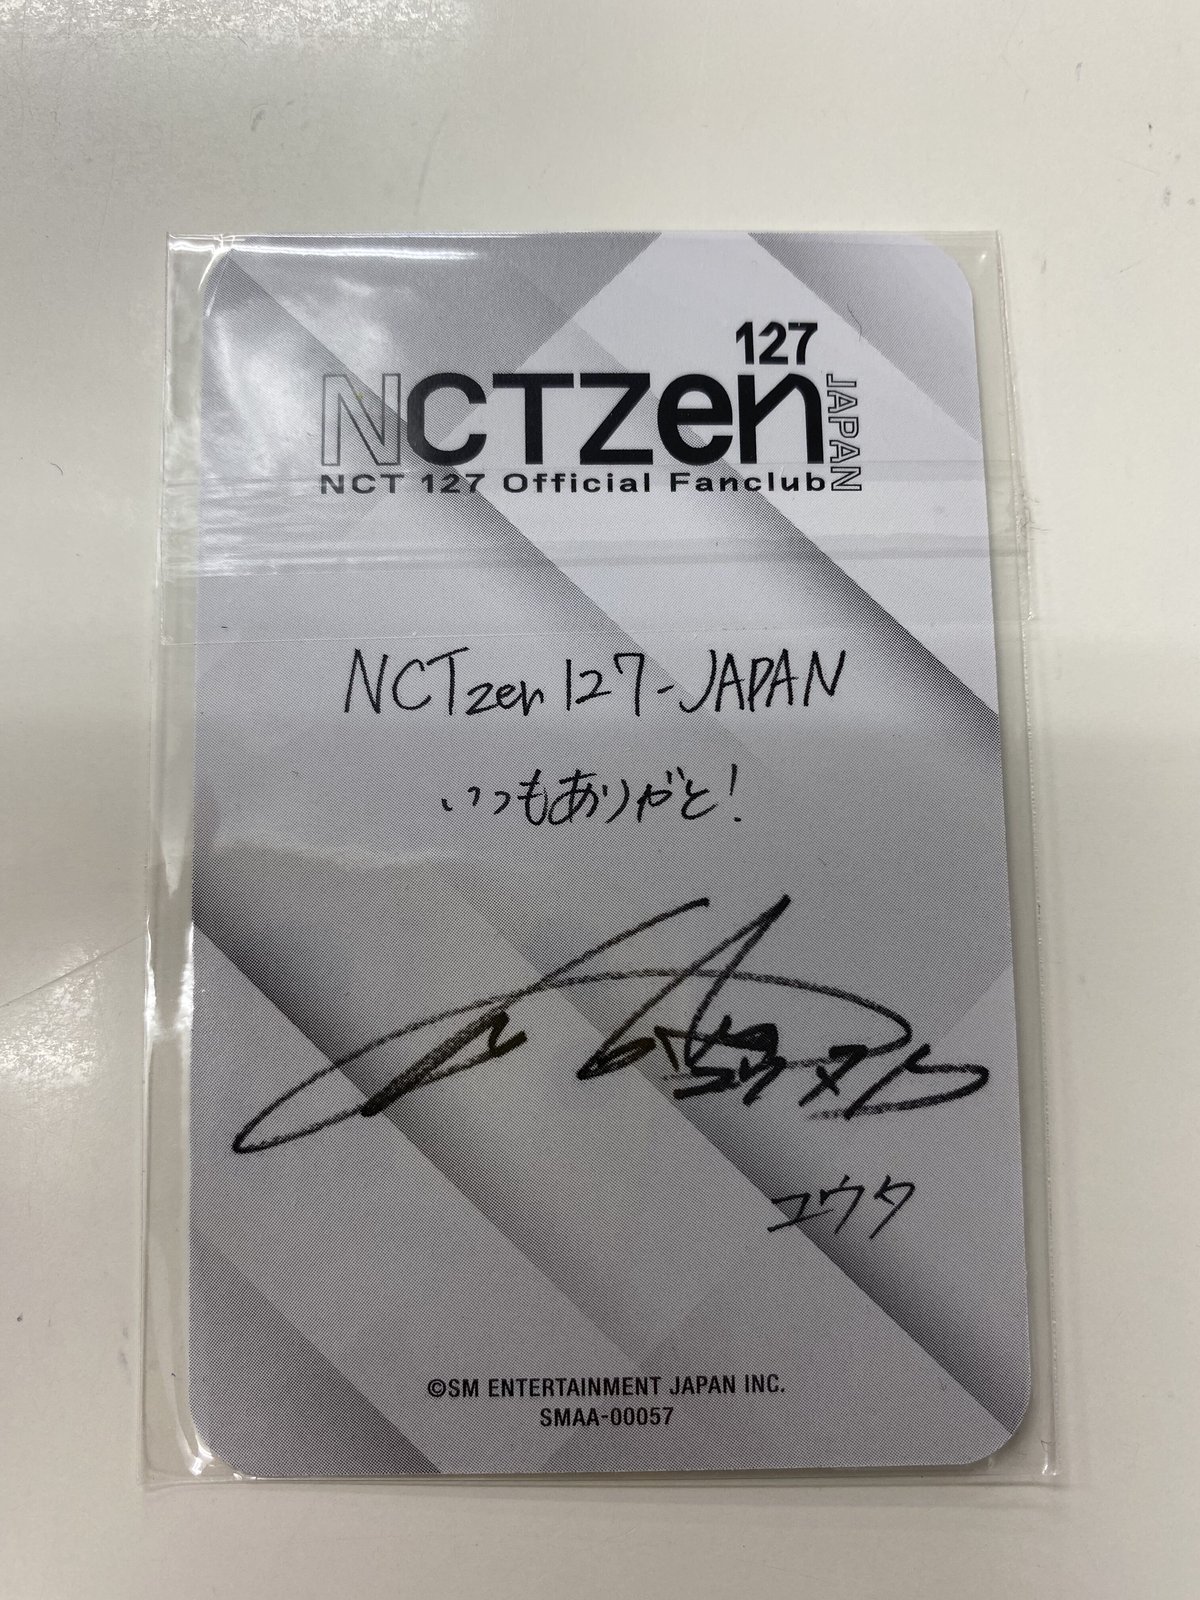 127
NCTzen
JAPAN
NCT 127 Official Fanclub
NCTzen 127-JAPAN
いつもありがと!
ユウタ
©SM ENTERTAINMENT JAPAN INC.
SMAA-00057